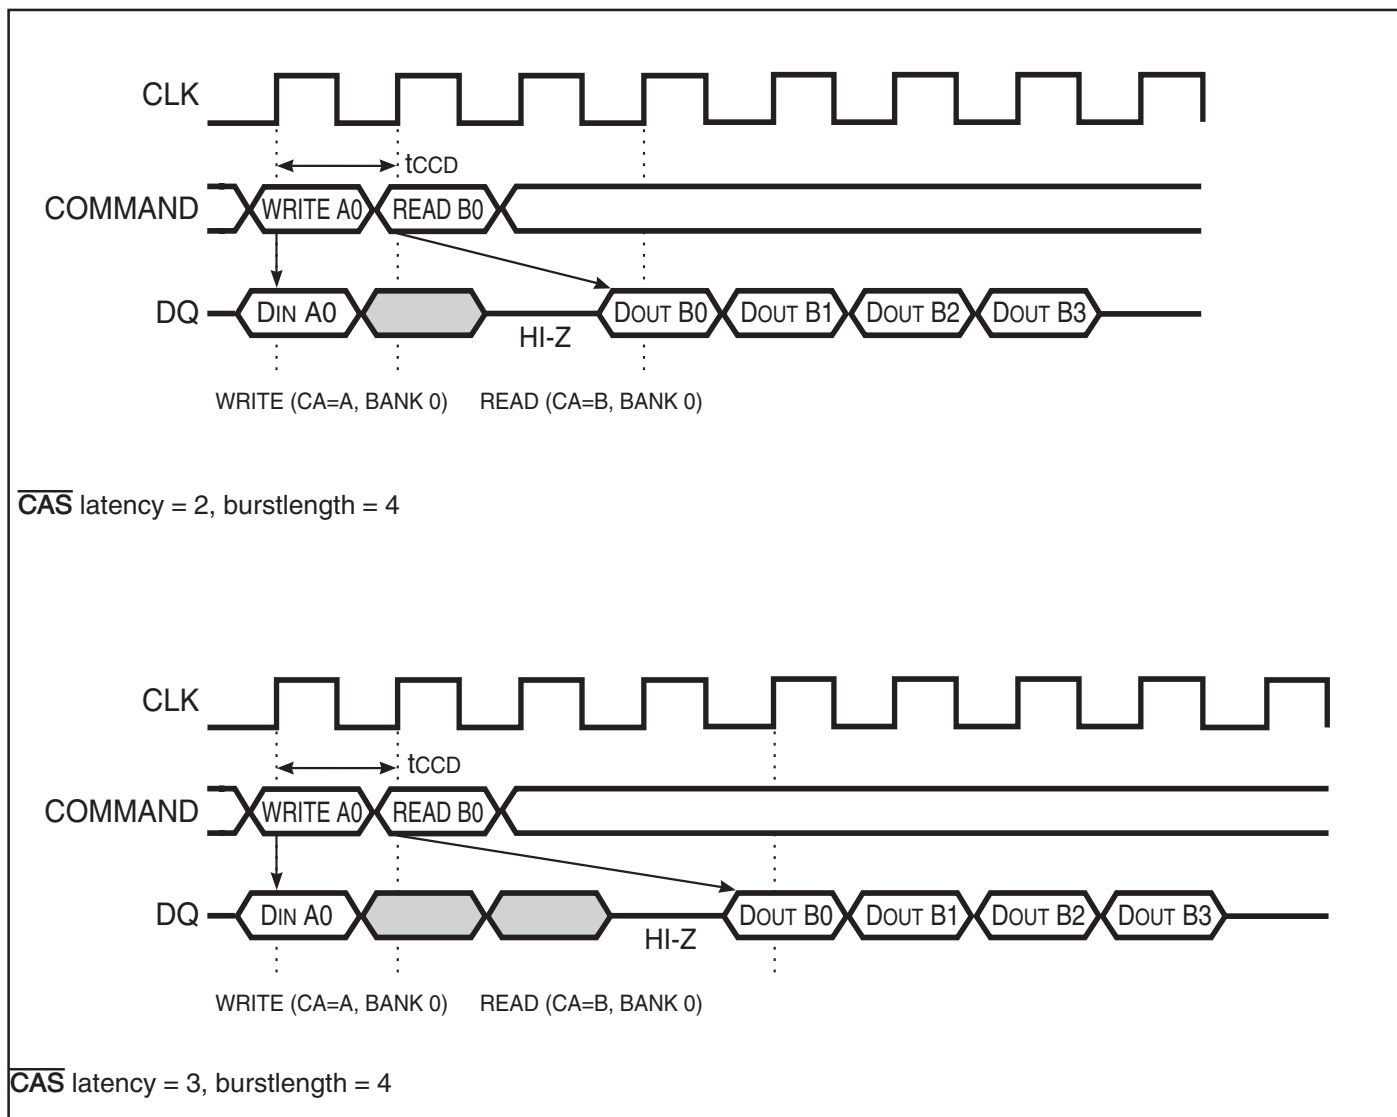 CLK
tCCD
COMMAND WRITE A0 READ B0
DQ DIN A0 DOUT B0 DOUT B1 DOUT B2 DOUT B3
HI-Z
WRITE (CA=A, BANK 0) READ (CA=B, BANK 0)
CAS latency = 2, burstlength = 4
CLK
tCCD
COMMAND WRITE A0 READ B0
DQ DIN A0 DOUT B0 DOUT B1 DOUT B2 DOUT B3
HI-Z
WRITE (CA=A, BANK 0) READ (CA=B, BANK 0)
CAS latency = 3, burstlength = 4